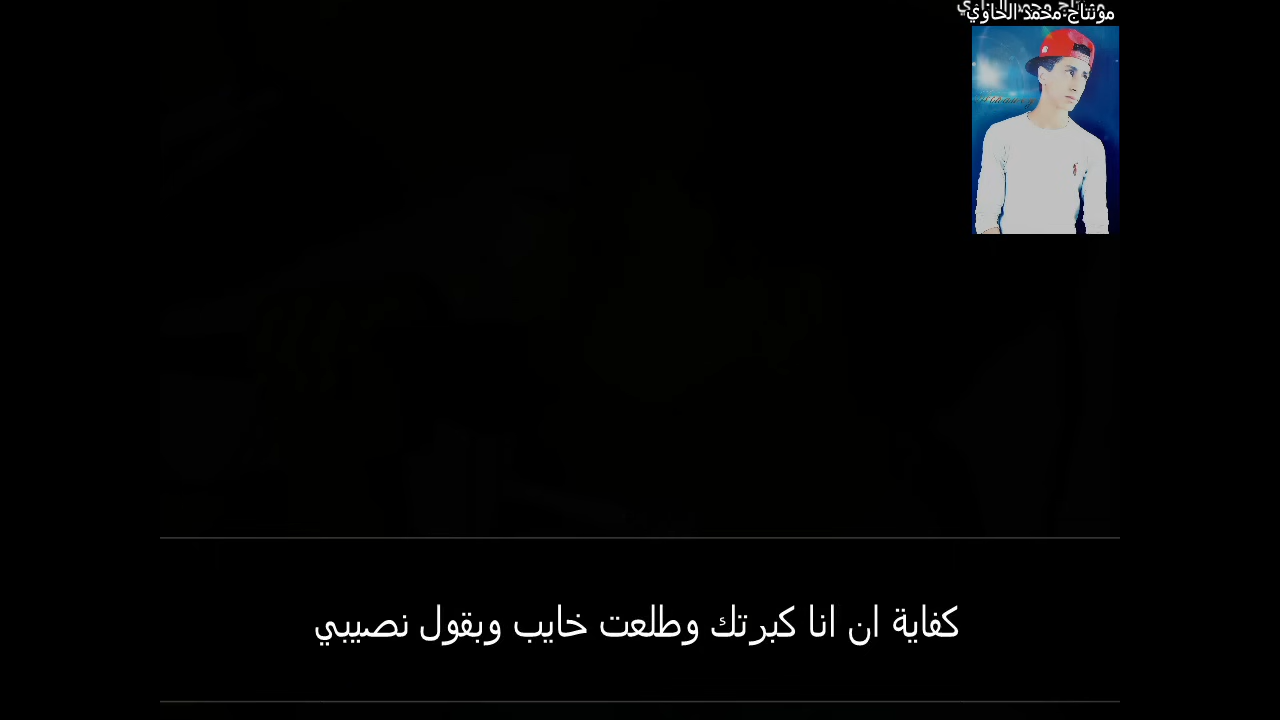 مونتاج محمد الحاوي
كفاية ان انا كبرتك وطلعت خايب وبقول نصيبي